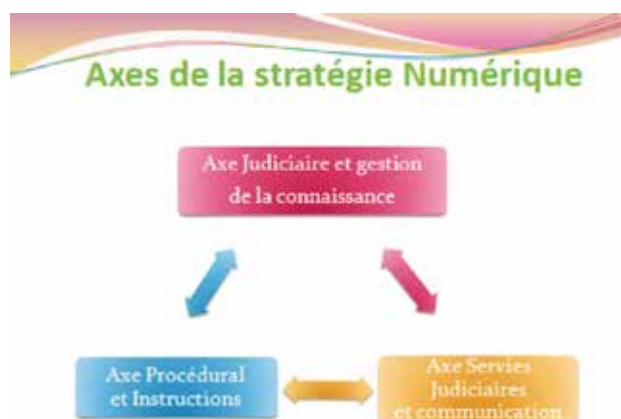 Axes de la stratégie Numérique
Axe Judiciaire et gestion
de la connaissance
Axe Procédural
et Instructions
Axe Servies
Judiciaires
et communication